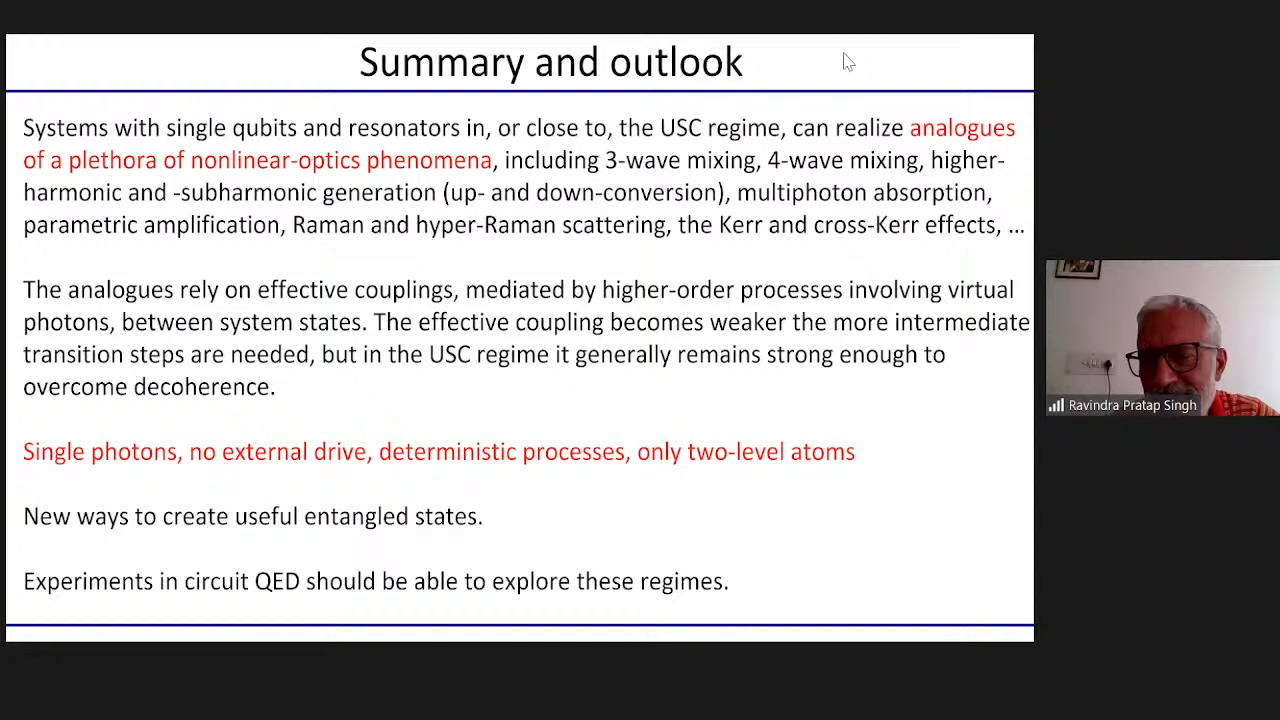 Summary and outlook
Systems with single qubits and resonators in, or close to, the USC regime, can realize analogues
of a plethora of nonlinear-optics phenomena, including 3-wave mixing, 4-wave mixing, higher-
harmonic and -subharmonic generation (up- and down-conversion), multiphoton absorption,
parametric amplification, Raman and hyper-Raman scattering, the Kerr and cross-Kerr effects, …
The analogues rely on effective couplings, mediated by higher-order processes involving virtual
photons, between system states. The effective coupling becomes weaker the more intermediate
transition steps are needed, but in the USC regime it generally remains strong enough to
overcome decoherence.
Single photons, no external drive, deterministic processes, only two-level atoms
New ways to create useful entangled states.
Experiments in circuit QED should be able to explore these regimes.
Ravindra Pratap Singh